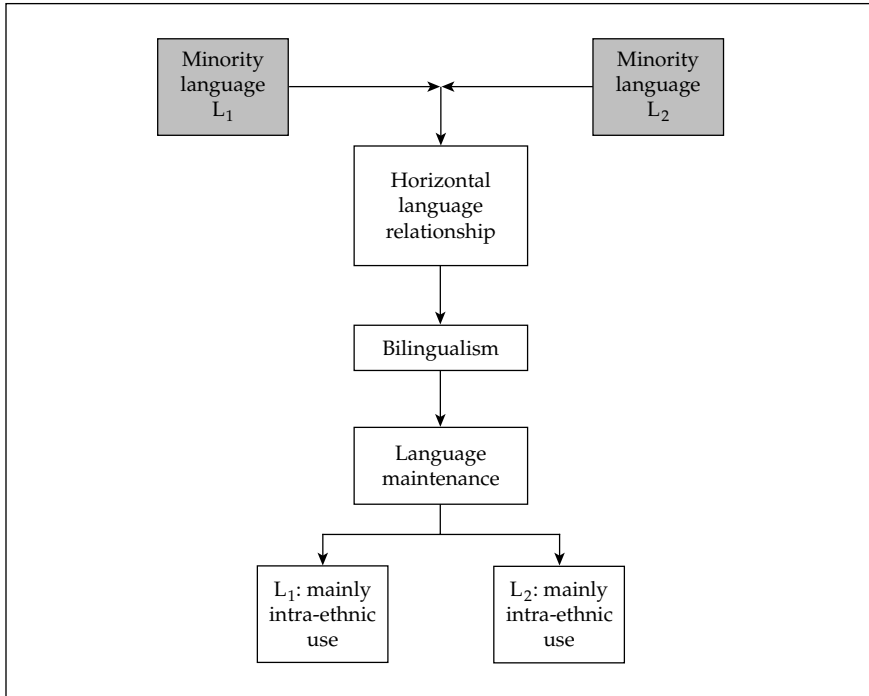 Minority
language
L₁
Minority
language
L₂
Horizontal
language
relationship
Bilingualism
Language
maintenance
L₁: mainly
intra-ethnic
use
L₂: mainly
intra-ethnic
use